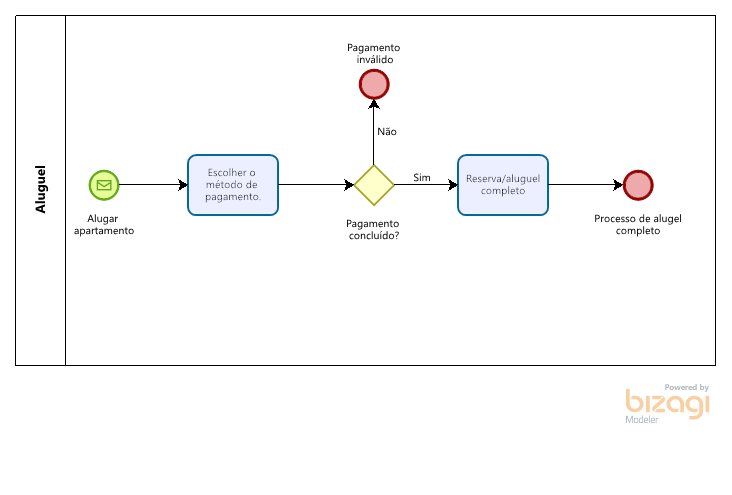 Aluguel
Pagamento
inválido
Não
Escolher o
método de
pagamento.
Sim
Reserva/aluguel
completo
Alugar
apartamento
Pagamento
concluído?
Processo de alugel
completo
Powered by
bizagi
Modeler